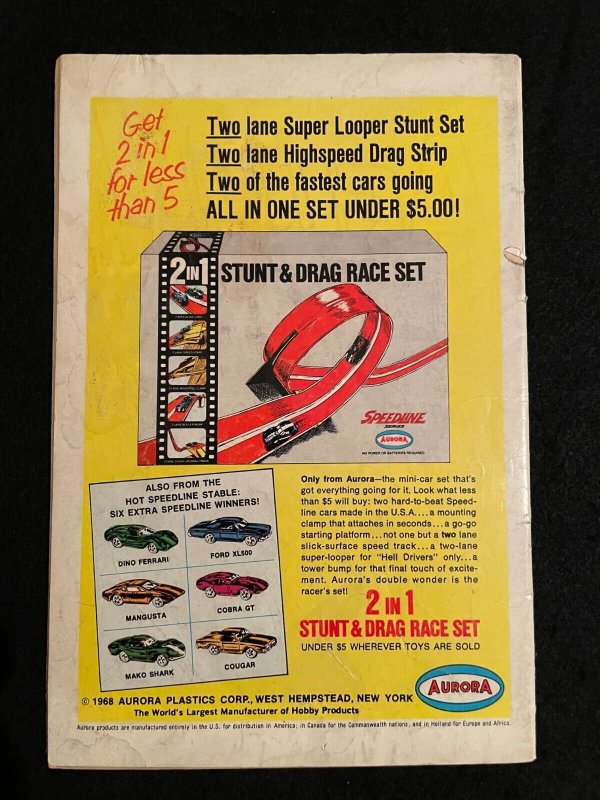 Get
2 in 1
for less
than 5
Two lane Super Looper Stunt Set
Two lane Highspeed Drag Strip
Two of the fastest cars going
ALL IN ONE SET UNDER $5.00!
2 IN 1 STUNT & DRAG RACE SET
SPEEDLINE
SERIES
AURORA
NO POWER OR BATTERIES REQUIRED
ALSO FROM THE
HOT SPEEDLINE STABLE:
SIX EXTRA SPEEDLINE WINNERS!
DINO FERRARI
FORD XL500
MANGUSTA
COBRA GT
MAKO SHARK
COUGAR
Only from Aurora—the mini-car set that's
got everything going for it. Look what less
than $5 will buy: two hard-to-beat Speed-
line cars made in the U.S.A....a mounting
clamp that attaches in seconds...a go-go
starting platform...not one but a two lane
slick-surface speed track...a two-lane
super-looper for "Hell Drivers" only...a
tower bump for that final touch of excite-
ment. Aurora's double wonder is the
racer's set!
2 IN 1
STUNT & DRAG RACE SET
UNDER $5 WHEREVER TOYS ARE SOLD
AURORA
© 1968 AURORA PLASTICS CORP., WEST HEMPSTEAD, NEW YORK
The World's Largest Manufacturer of Hobby Products
Aurora products are manufactured entirely in the U.S. for distribution in America; in Canada for the Commonwealth nations; and in Holland for Europe and Africa.